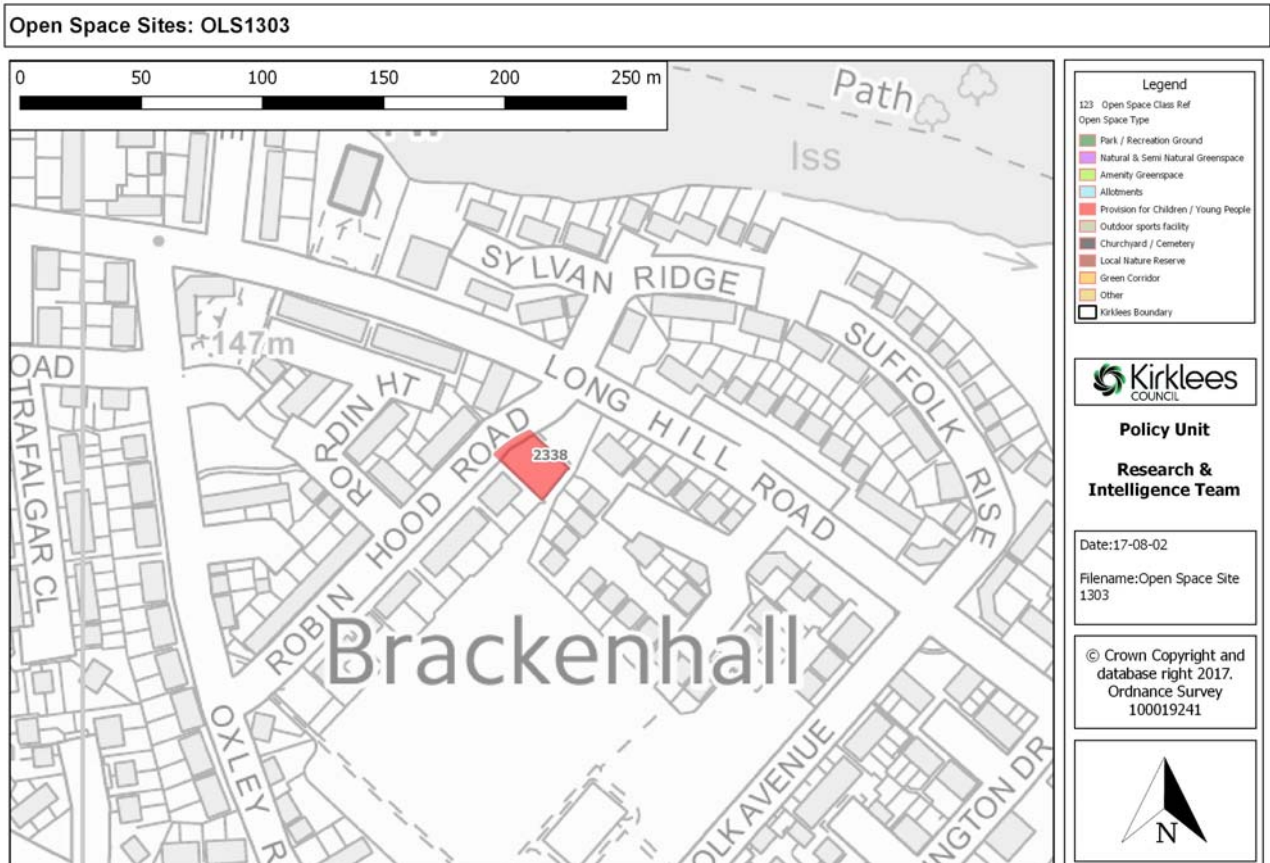 Open Space Sites: OLS1303
0 50 100 150 200 250 m
Path
Iss
SYLVAN RIDGE
147m
OAD
TRAFALGAR CL
DIN HT
LONG HILL ROAD
SUFFOLK RISE
2338
ROBIN HOOD ROAD
Brackenhall
OXLEY R
OLK AVENUE
NGTON DR
Legend
123 Open Space Class Ref
Open Space Type
Park / Recreation Ground
Natural & Semi Natural Greenspace
Amenity Greenspace
Allotments
Provision for Children / Young People
Outdoor sports facility
Churchyard / Cemetery
Local Nature Reserve
Green Corridor
Other
Kirklees Boundary
Kirklees
COUNCIL
Policy Unit
Research &
Intelligence Team
Date:17-08-02
Filename:Open Space Site
1303
© Crown Copyright and
database right 2017.
Ordnance Survey
100019241
N